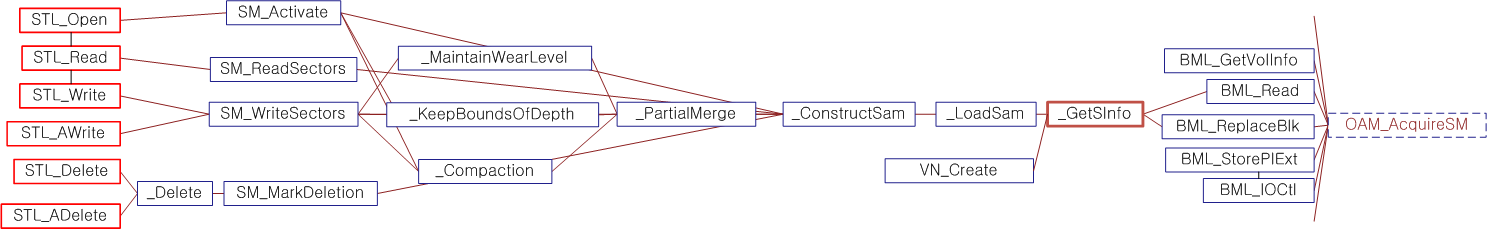 STL_Open
STL_Read
STL_Write
STL_AWrite
STL_Delete
STL_ADelete
_Delete
SM_Activate
SM_ReadSectors
SM_WriteSectors
SM_MarkDeletion
_MaintainWearLevel
_KeepBoundsOfDepth
_Compaction
_PartialMerge
_ConstructSam
VN_Create
_LoadSam
_GetSInfo
BML_GetVolInfo
BML_Read
BML_ReplaceBlk
BML_StorePIExt
BML_IOCtl
OAM_AcquireSM